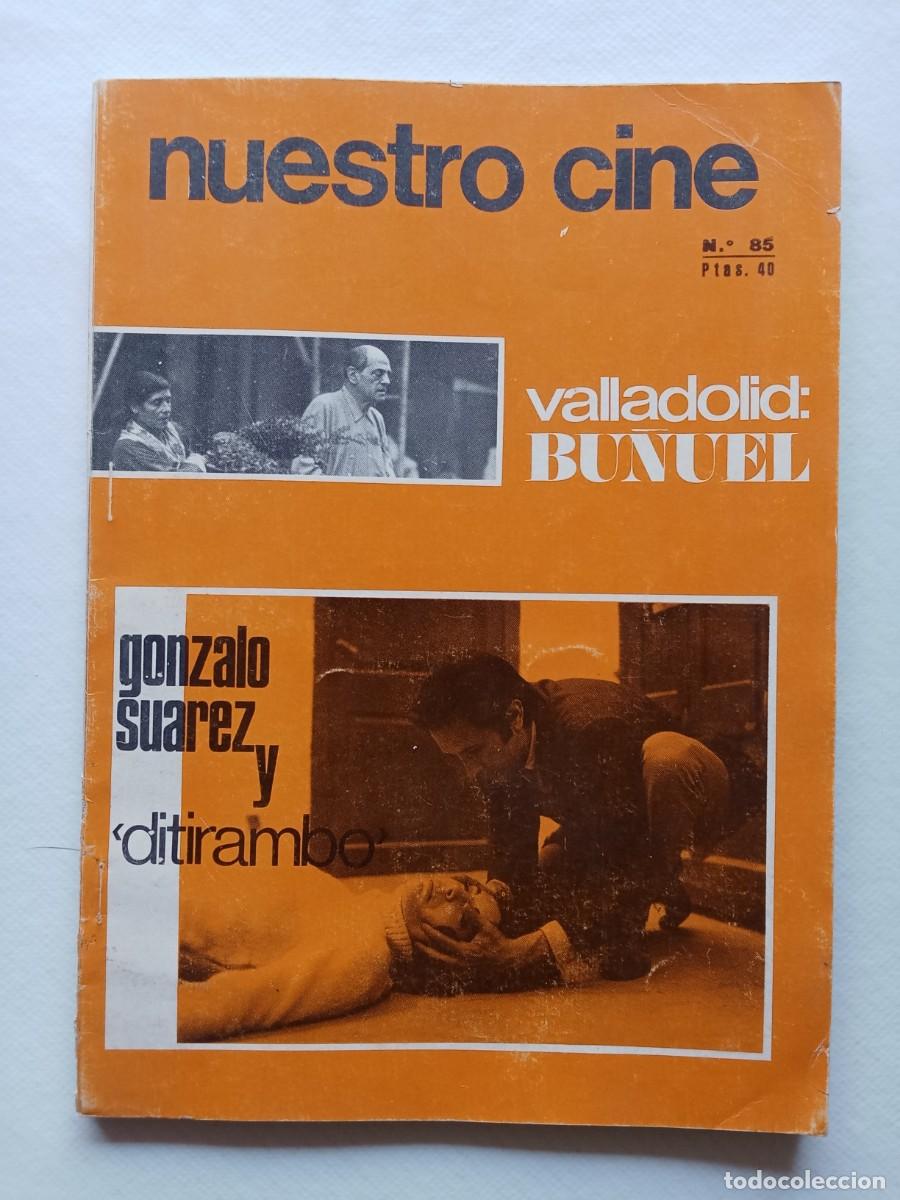 nuestro cine
N.º 85
Ptas. 40
valladolid:
BUÑUEL
gonzalo
suarez
y
‹ditirambo›
todocoleccion